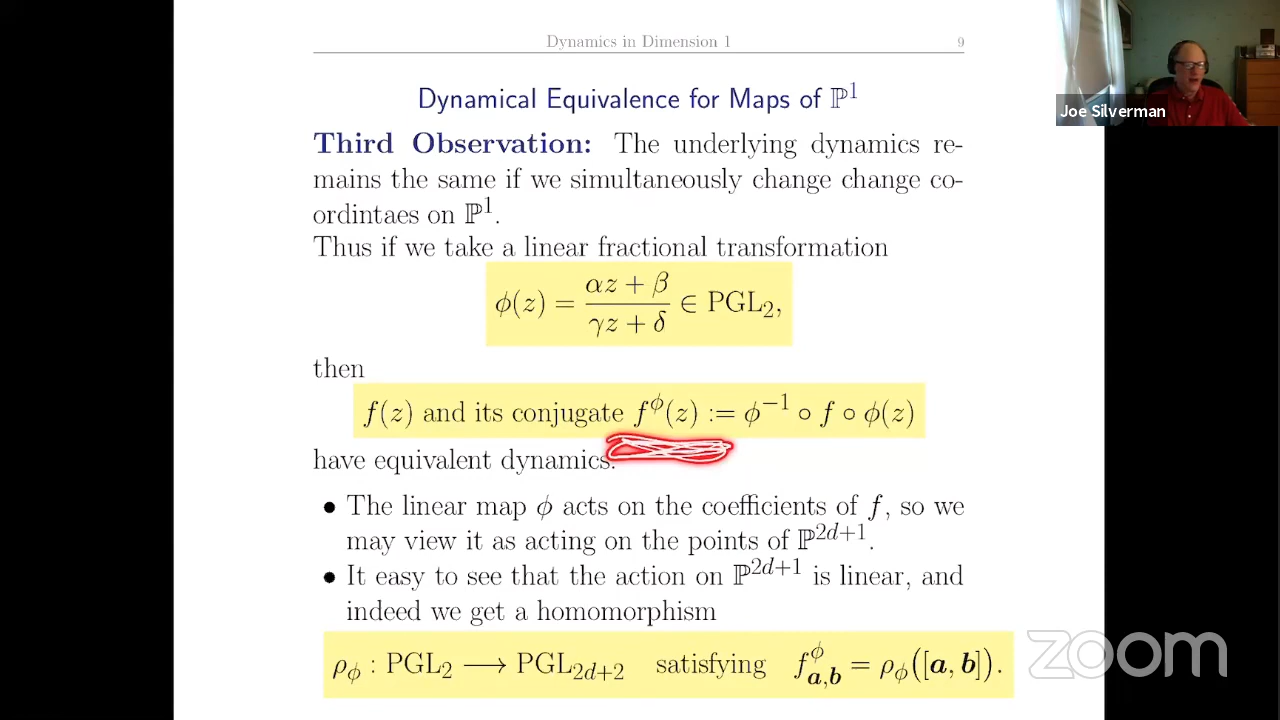 Dynamics in Dimension 1 9
Dynamical Equivalence for Maps of ℙ¹
Third Observation: The underlying dynamics re-
mains the same if we simultaneously change change co-
ordintaes on ℙ¹.
Thus if we take a linear fractional transformation
ϕ(z) = (αz + β)/(γz + δ) ∈ PGL₂,
then
f(z) and its conjugate f^ϕ(z) := ϕ⁻¹ ∘ f ∘ ϕ(z)
have equivalent dynamics.
• The linear map ϕ acts on the coefficients of f, so we
may view it as acting on the points of ℙ²ᵈ⁺¹.
• It easy to see that the action on ℙ²ᵈ⁺¹ is linear, and
indeed we get a homomorphism
ρ_ϕ : PGL₂ ⟶ PGL_{2d+2} satisfying f^ϕ_{a,b} = ρ_ϕ([a, b]).
Joe Silverman
zoom